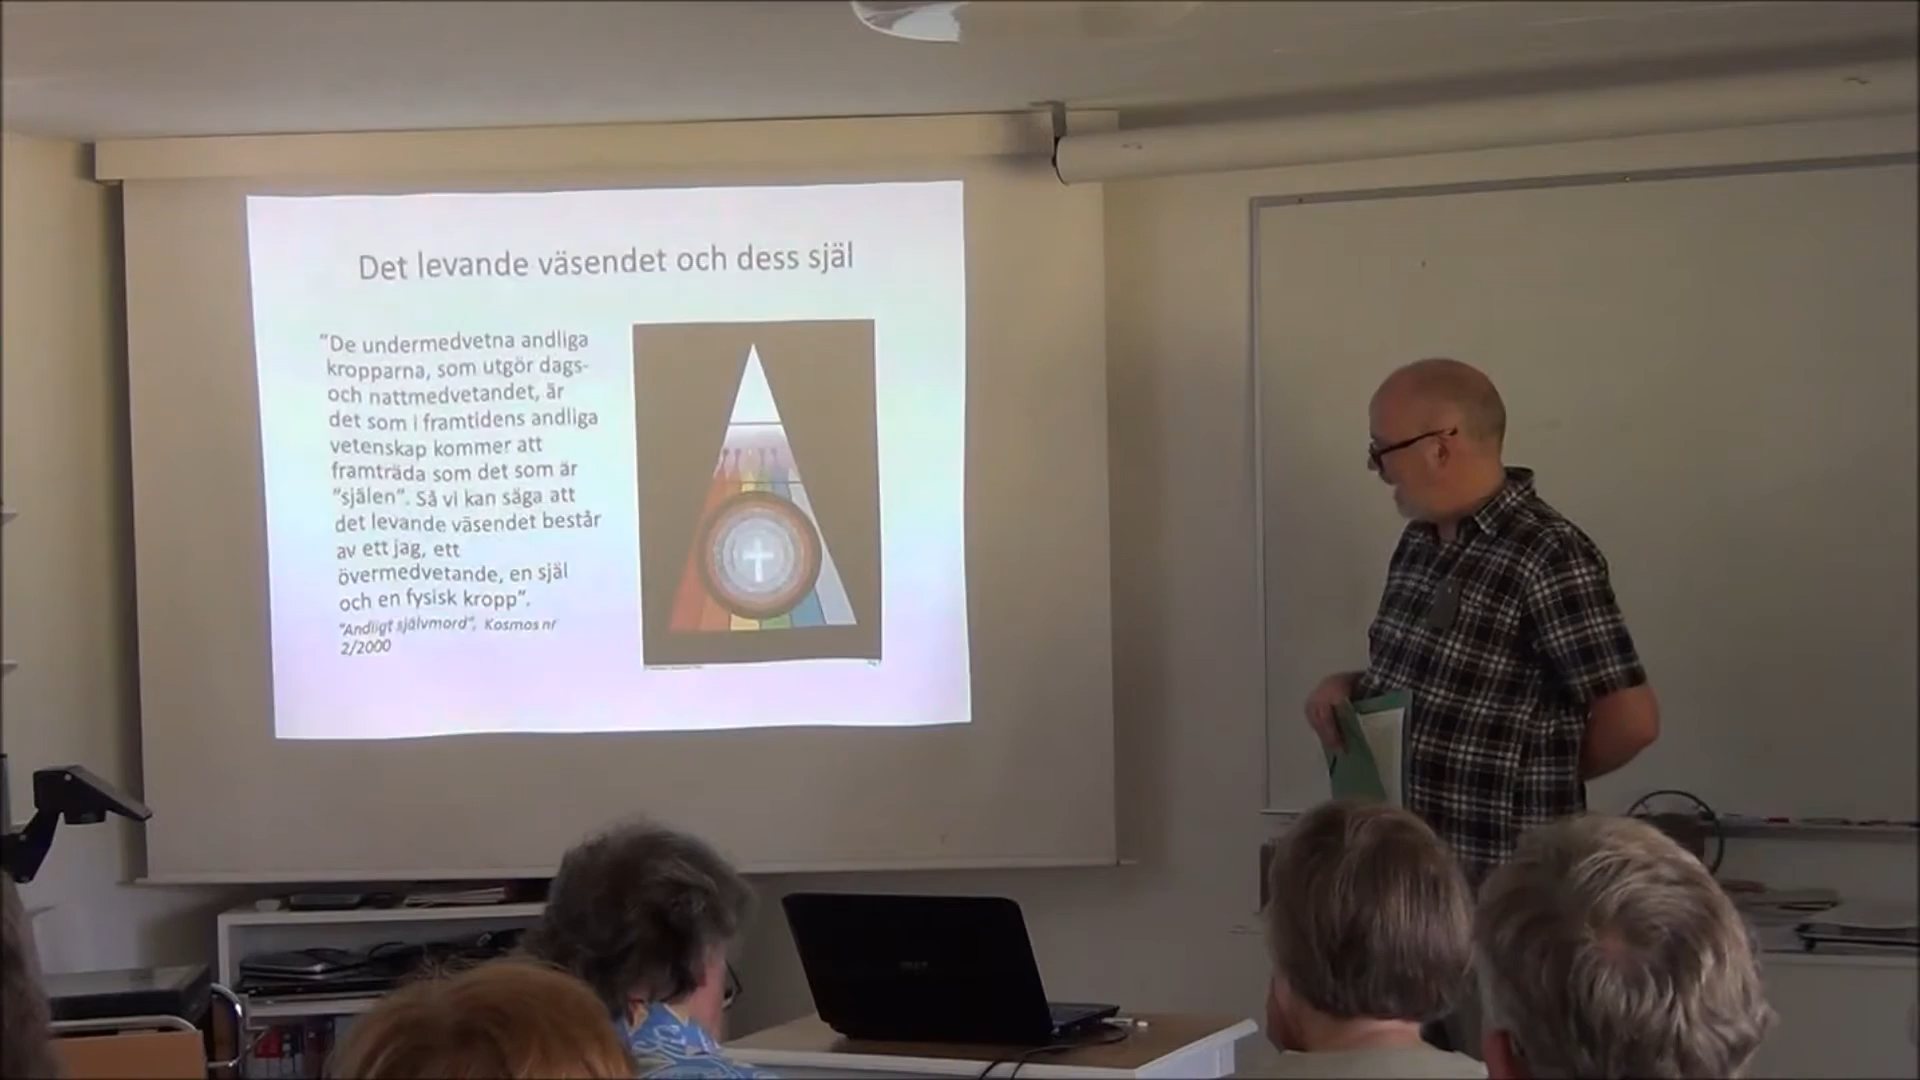 Det levande väsendet och dess själ
"De undermedvetna andliga
kropparna, som utgör dags-
och nattmedvetandet, är
det som i framtidens andliga
vetenskap kommer att
framträda som det som är
"själen". Så vi kan säga att
det levande väsendet består
av ett jag, ett
övermedvetande, en själ
och en fysisk kropp".
"Andligt självmord", Kosmos nr
2/2000